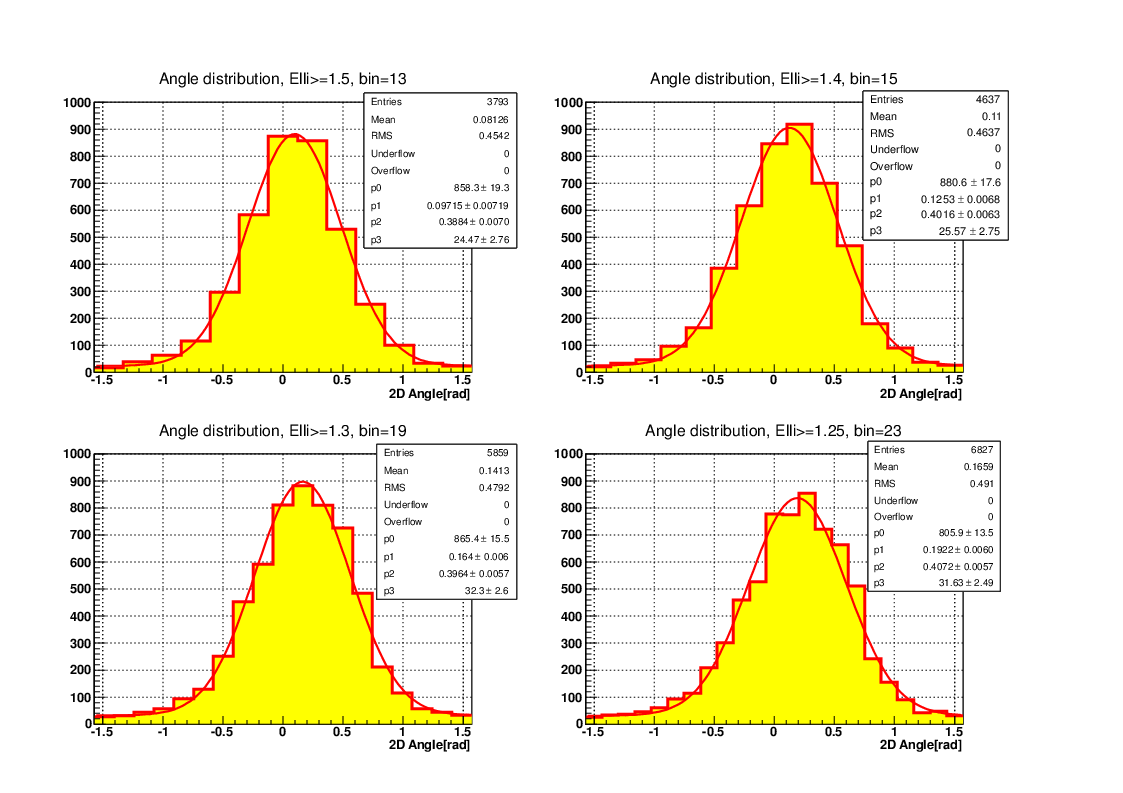 Angle distribution, Elli>=1.5, bin=13
Entries 3793
Mean 0.08126
RMS 0.4542
Underflow 0
Overflow 0
p0 858.3 ± 19.3
p1 0.09715 ± 0.00719
p2 0.3884 ± 0.0070
p3 24.47 ± 2.76
1000
900
800
700
600
500
400
300
200
100
0
-1.5 -1 -0.5 0 0.5 1 1.5
2D Angle[rad]
Angle distribution, Elli>=1.4, bin=15
Entries 4637
Mean 0.11
RMS 0.4637
Underflow 0
Overflow 0
p0 880.6 ± 17.6
p1 0.1253 ± 0.0068
p2 0.4016 ± 0.0063
p3 25.57 ± 2.75
1000
900
800
700
600
500
400
300
200
100
0
-1.5 -1 -0.5 0 0.5 1 1.5
2D Angle[rad]
Angle distribution, Elli>=1.3, bin=19
Entries 5859
Mean 0.1413
RMS 0.4792
Underflow 0
Overflow 0
p0 865.4 ± 15.5
p1 0.164 ± 0.006
p2 0.3964 ± 0.0057
p3 32.3 ± 2.6
1000
900
800
700
600
500
400
300
200
100
0
-1.5 -1 -0.5 0 0.5 1 1.5
2D Angle[rad]
Angle distribution, Elli>=1.25, bin=23
Entries 6827
Mean 0.1659
RMS 0.491
Underflow 0
Overflow 0
p0 805.9 ± 13.5
p1 0.1922 ± 0.0060
p2 0.4072 ± 0.0057
p3 31.63 ± 2.49
1000
900
800
700
600
500
400
300
200
100
0
-1.5 -1 -0.5 0 0.5 1 1.5
2D Angle[rad]